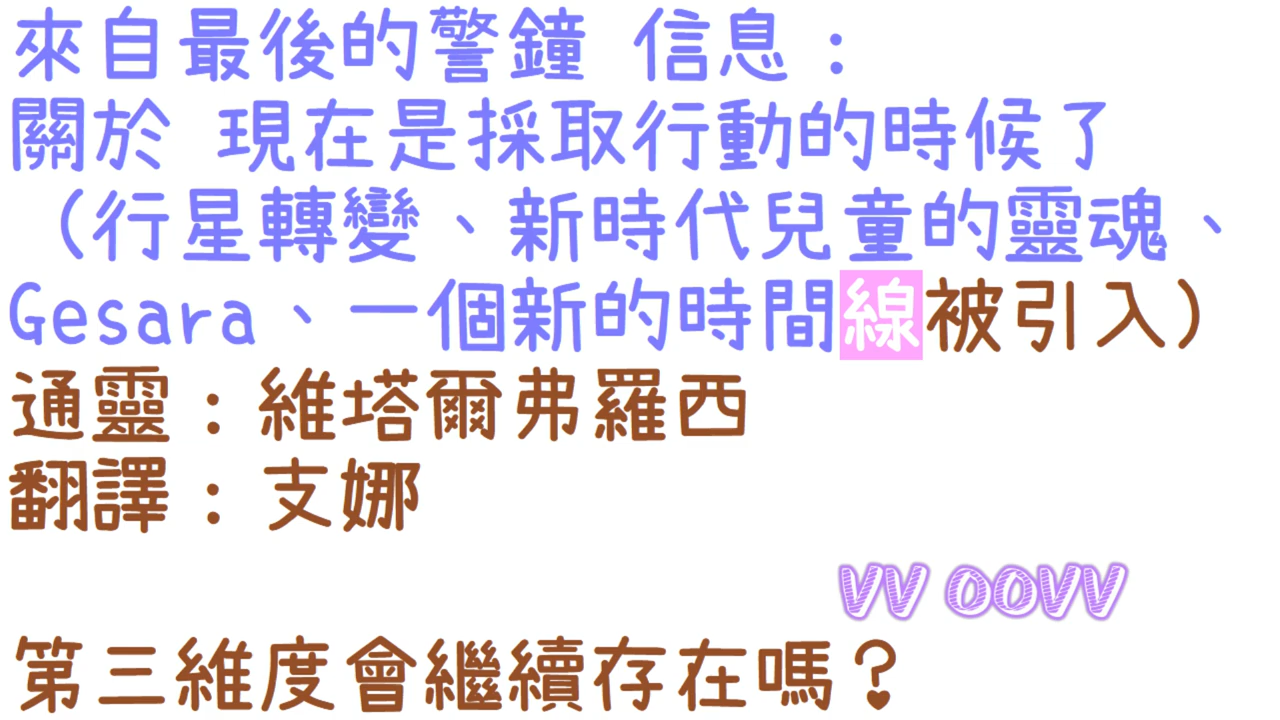 來自最後的警鐘 信息：
關於 現在是採取行動的時候了
（行星轉變、新時代兒童的靈魂、
Gesara、一個新的時間線被引入）
通靈：維塔爾弗羅西
翻譯：支娜
VV OOVV
第三維度會繼續存在嗎？